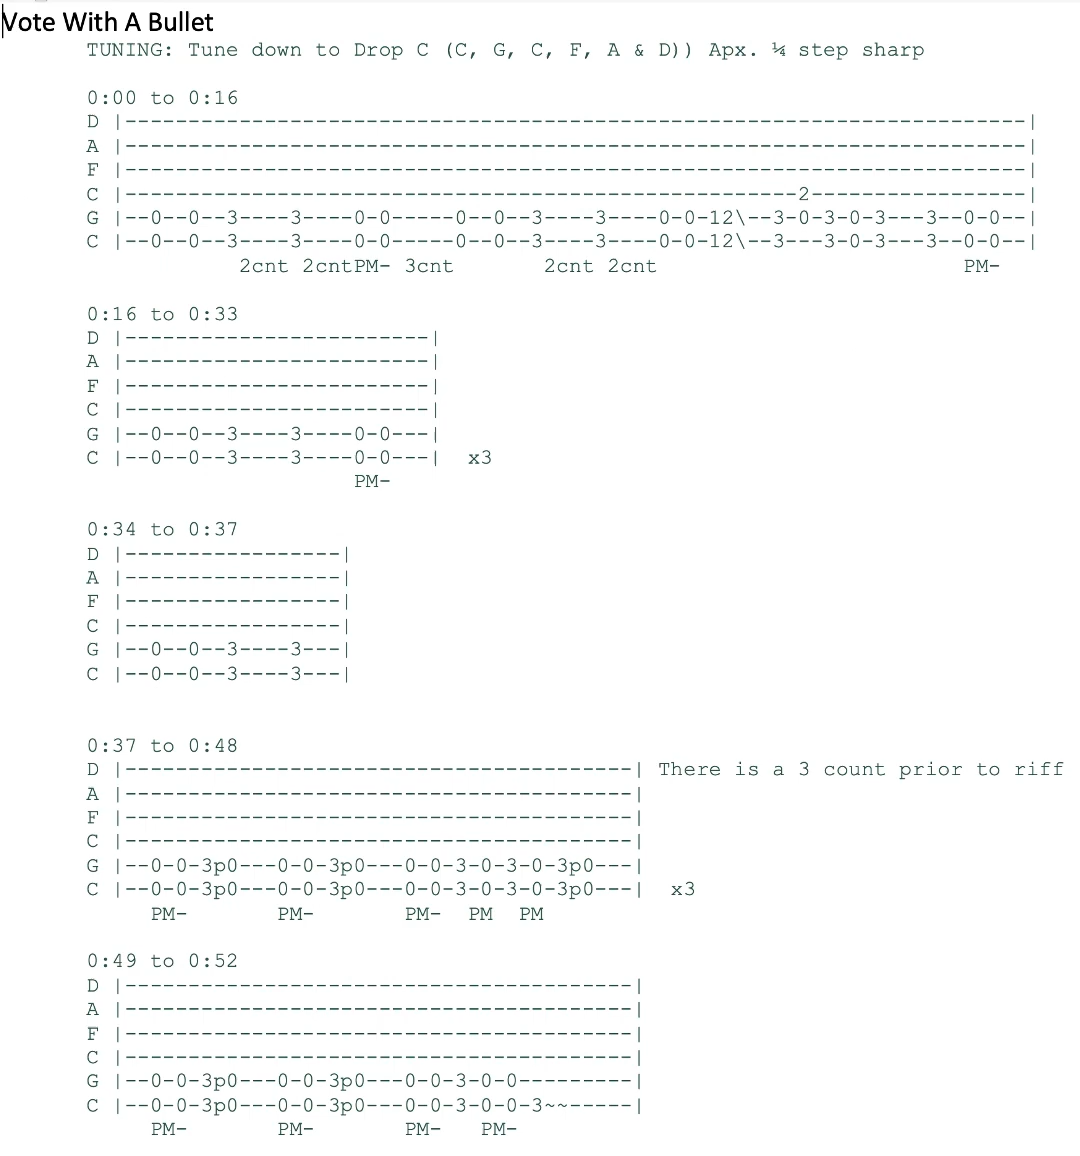 Vote With A Bullet
TUNING: Tune down to Drop C (C, G, C, F, A & D)) Apx. ¼ step sharp
0:00 to 0:16
D |-----------------------------------------------------------------------|
A |-----------------------------------------------------------------------|
F |-----------------------------------------------------------------------|
C |-----------------------------------------------------2-----------------|
G |--0--0--3----3----0-0-----0--0--3----3----0-0-12\--3-0-3-0-3---3--0-0--|
C |--0--0--3----3----0-0-----0--0--3----3----0-0-12\--3---3-0-3---3--0-0--|
2cnt 2cntPM- 3cnt 2cnt 2cnt PM-
0:16 to 0:33
D |------------------------|
A |------------------------|
F |------------------------|
C |------------------------|
G |--0--0--3----3----0-0---|
C |--0--0--3----3----0-0---| x3
PM-
0:34 to 0:37
D |-----------------|
A |-----------------|
F |-----------------|
C |-----------------|
G |--0--0--3----3---|
C |--0--0--3----3---|
0:37 to 0:48
D |----------------------------------------| There is a 3 count prior to riff
A |----------------------------------------|
F |----------------------------------------|
C |----------------------------------------|
G |--0-0-3p0---0-0-3p0---0-0-3-0-3-0-3p0---|
C |--0-0-3p0---0-0-3p0---0-0-3-0-3-0-3p0---| x3
PM- PM- PM- PM PM
0:49 to 0:52
D |----------------------------------------|
A |----------------------------------------|
F |----------------------------------------|
C |----------------------------------------|
G |--0-0-3p0---0-0-3p0---0-0-3-0-0---------|
C |--0-0-3p0---0-0-3p0---0-0-3-0-0-3~~-----|
PM- PM- PM- PM-